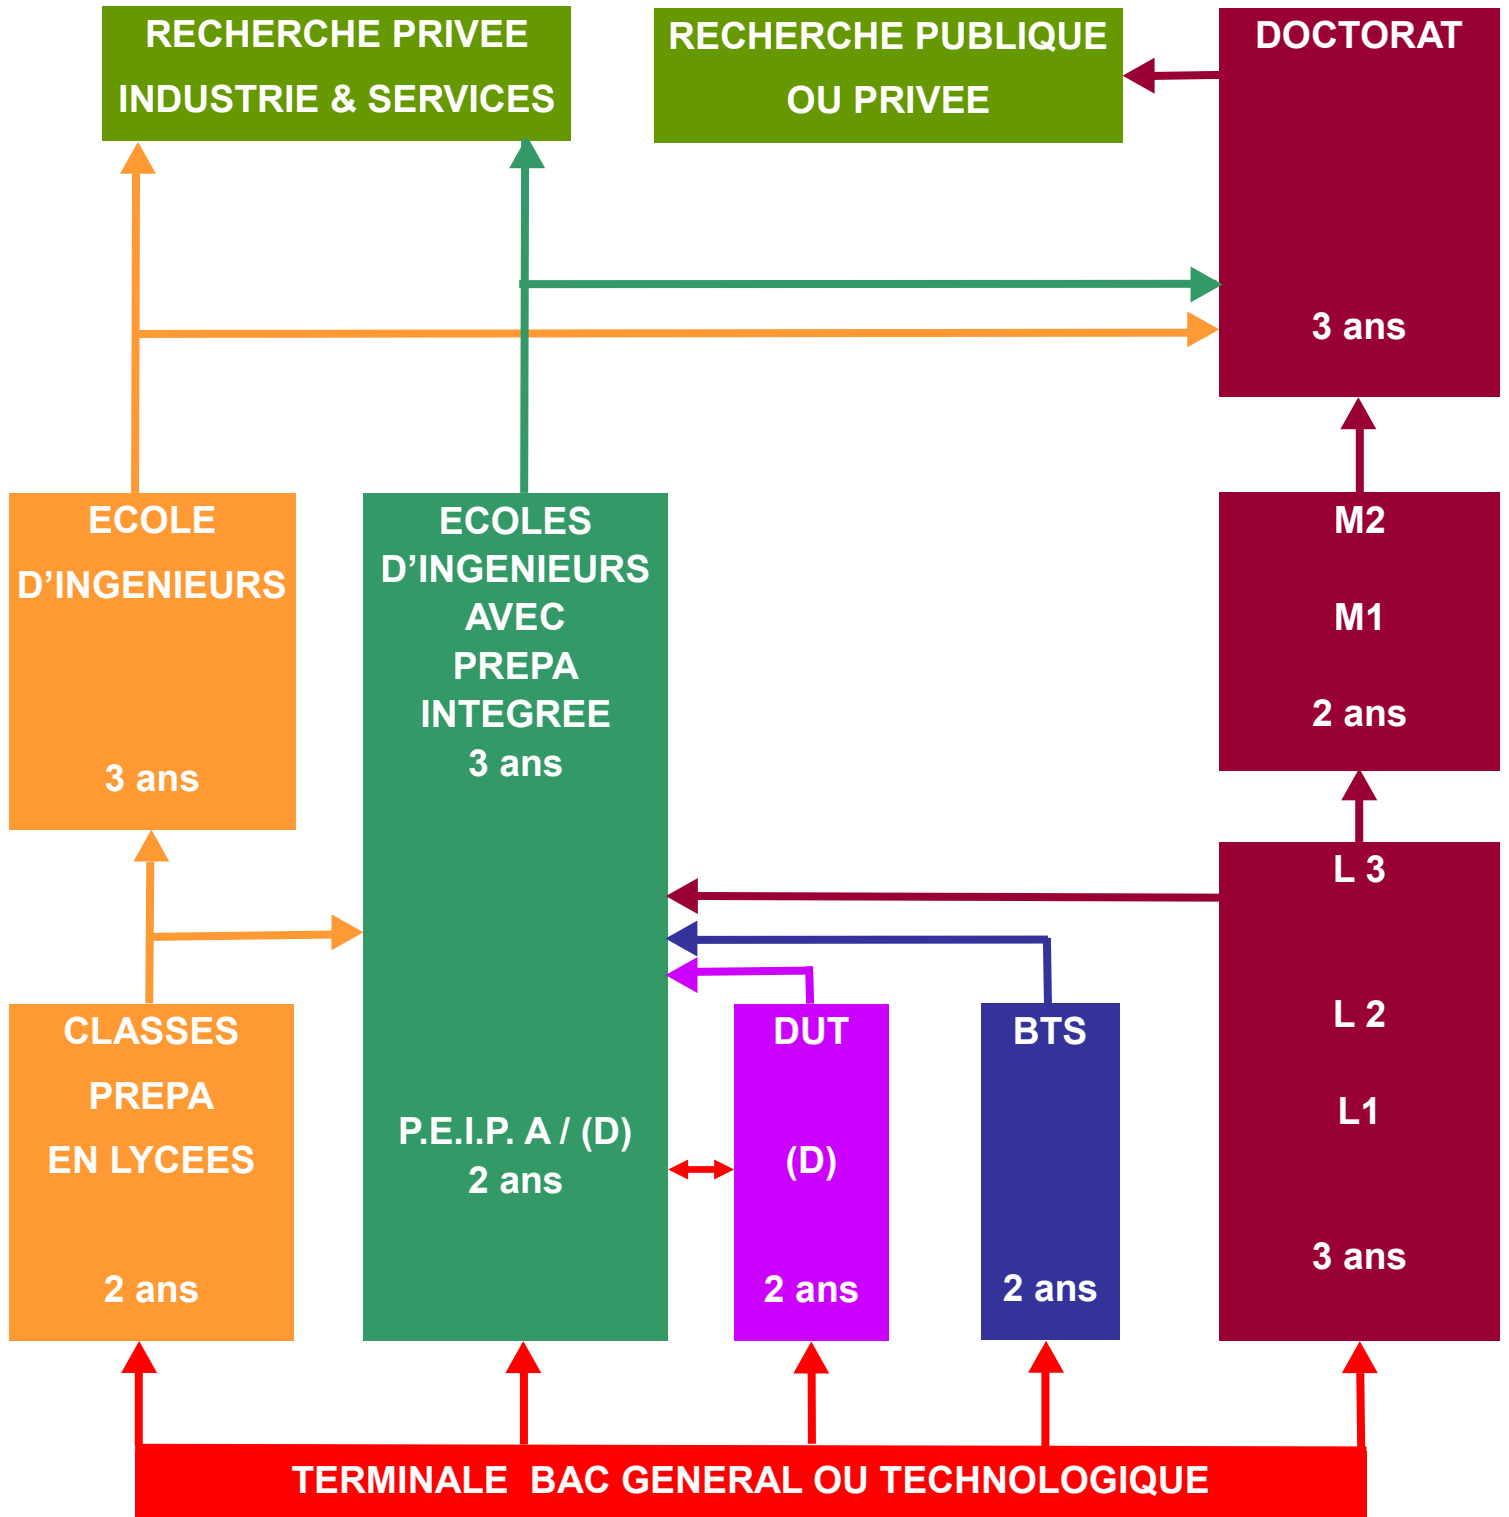 RECHERCHE PRIVEE
INDUSTRIE & SERVICES
RECHERCHE PUBLIQUE
OU PRIVEE
DOCTORAT
3 ans
ECOLE
D’INGENIEURS
3 ans
ECOLES
D’INGENIEURS
AVEC
PREPA
INTEGREE
3 ans
P.E.I.P. A / (D)
2 ans
M2
M1
2 ans
L 3
L 2
L1
3 ans
CLASSES
PREPA
EN LYCEES
2 ans
DUT
(D)
2 ans
BTS
2 ans
TERMINALE BAC GENERAL OU TECHNOLOGIQUE